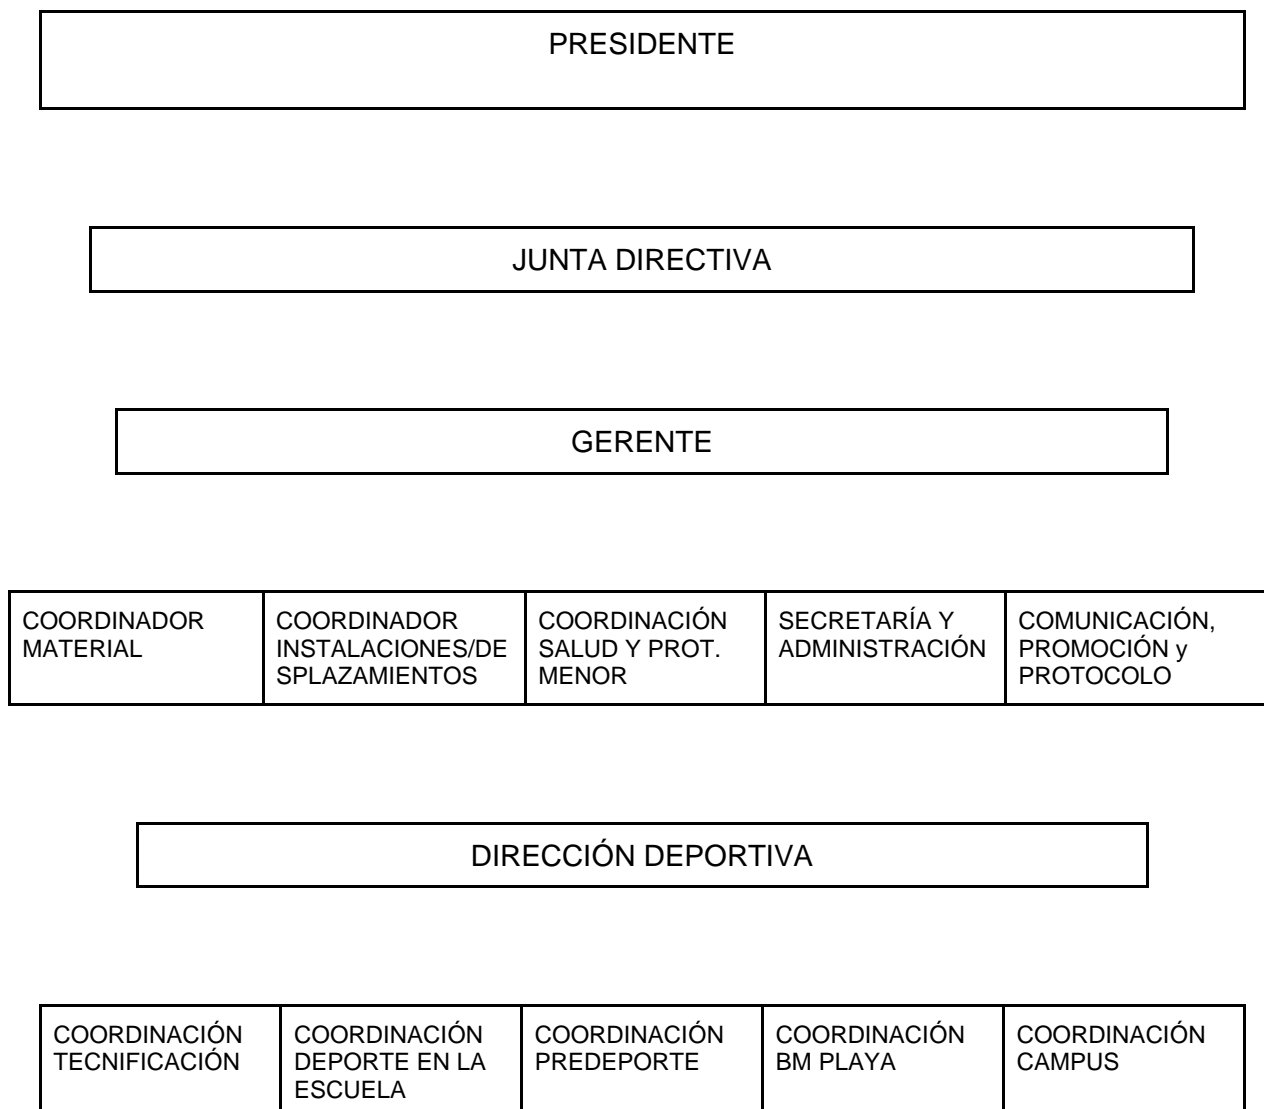 PRESIDENTE
JUNTA DIRECTIVA
GERENTE
COORDINADOR
MATERIAL
COORDINADOR
INSTALACIONES/DE
SPLAZAMIENTOS
COORDINACIÓN
SALUD Y PROT.
MENOR
SECRETARÍA Y
ADMINISTRACIÓN
COMUNICACIÓN,
PROMOCIÓN y
PROTOCOLO
DIRECCIÓN DEPORTIVA
COORDINACIÓN
TECNIFICACIÓN
COORDINACIÓN
DEPORTE EN LA
ESCUELA
COORDINACIÓN
PREDEPORTE
COORDINACIÓN
BM PLAYA
COORDINACIÓN
CAMPUS